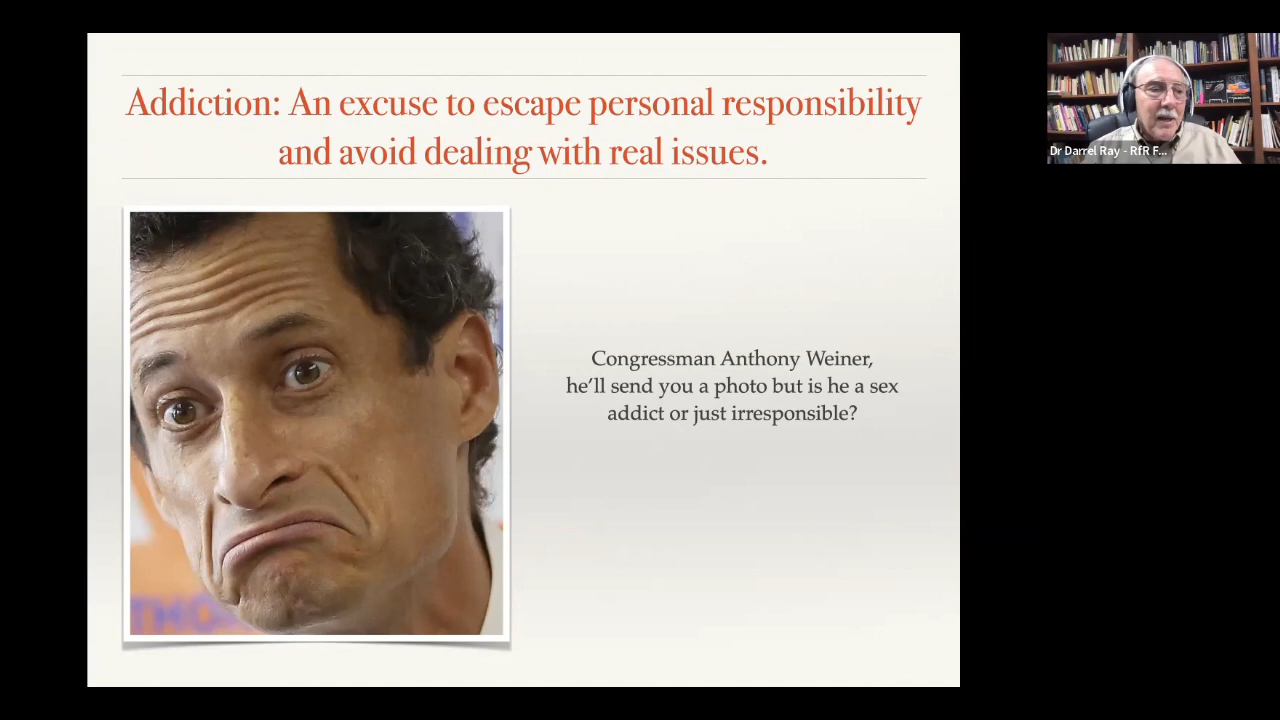 Addiction: An excuse to escape personal responsibility
and avoid dealing with real issues.
Congressman Anthony Weiner,
he’ll send you a photo but is he a sex
addict or just irresponsible?
THO
Dr Darrel Ray - RfR F...